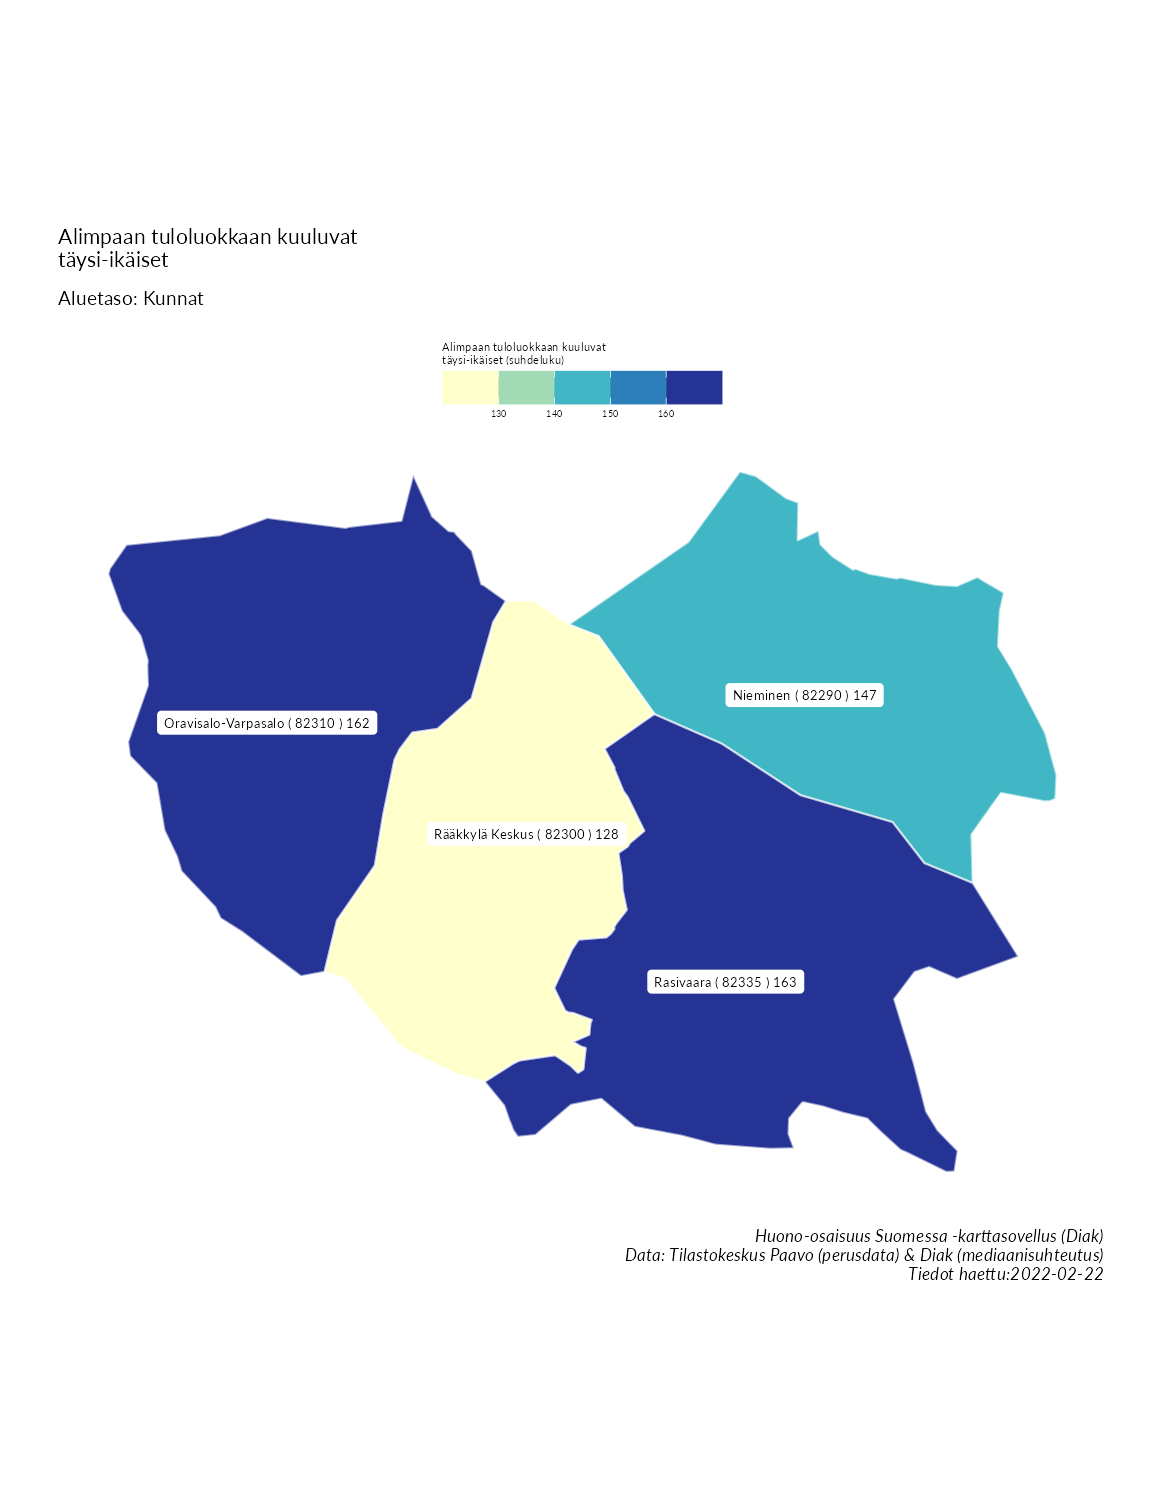 Alimpaan tuloluokkaan kuuluvat
täysi-ikäiset
Aluetaso: Kunnat
Alimpaan tuloluokkaan kuuluvat
täysi-ikäiset (suhdeluku)
130 140 150 160
Nieminen ( 82290 ) 147
Oravisalo-Varpasalo ( 82310 ) 162
Rääkkylä Keskus ( 82300 ) 128
Rasivaara ( 82335 ) 163
Huono-osaisuus Suomessa -karttasovellus (Diak)
Data: Tilastokeskus Paavo (perusdata) & Diak (mediaanisuhteutus)
Tiedot haettu:2022-02-22